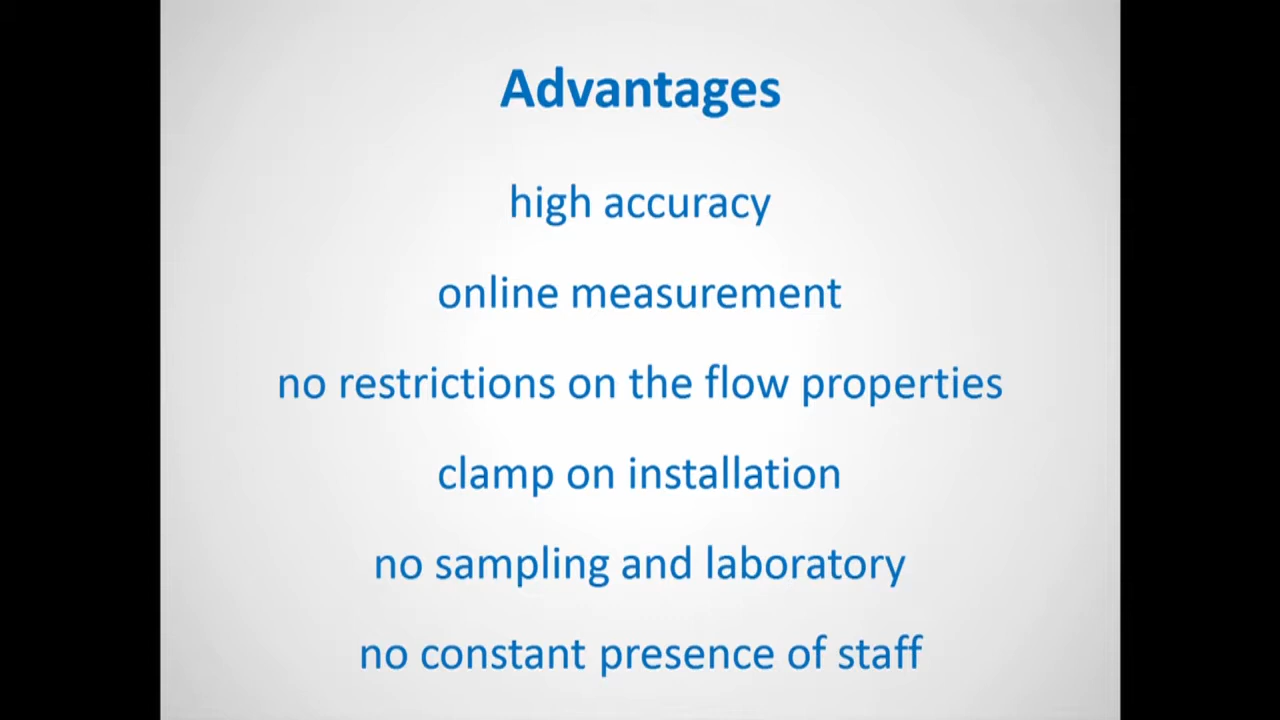 Advantages
high accuracy
online measurement
no restrictions on the flow properties
clamp on installation
no sampling and laboratory
no constant presence of staff